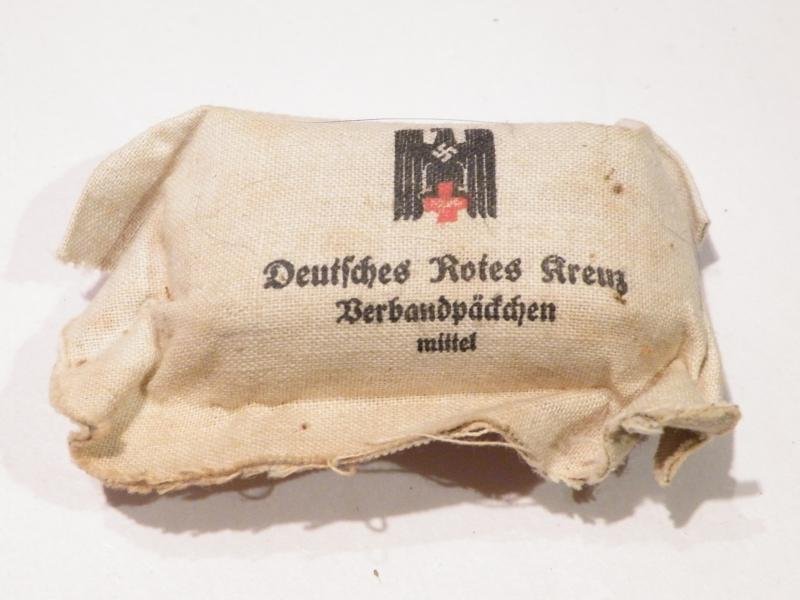 Deutsches Rotes Kreuz
Verbandpäckchen
mittel